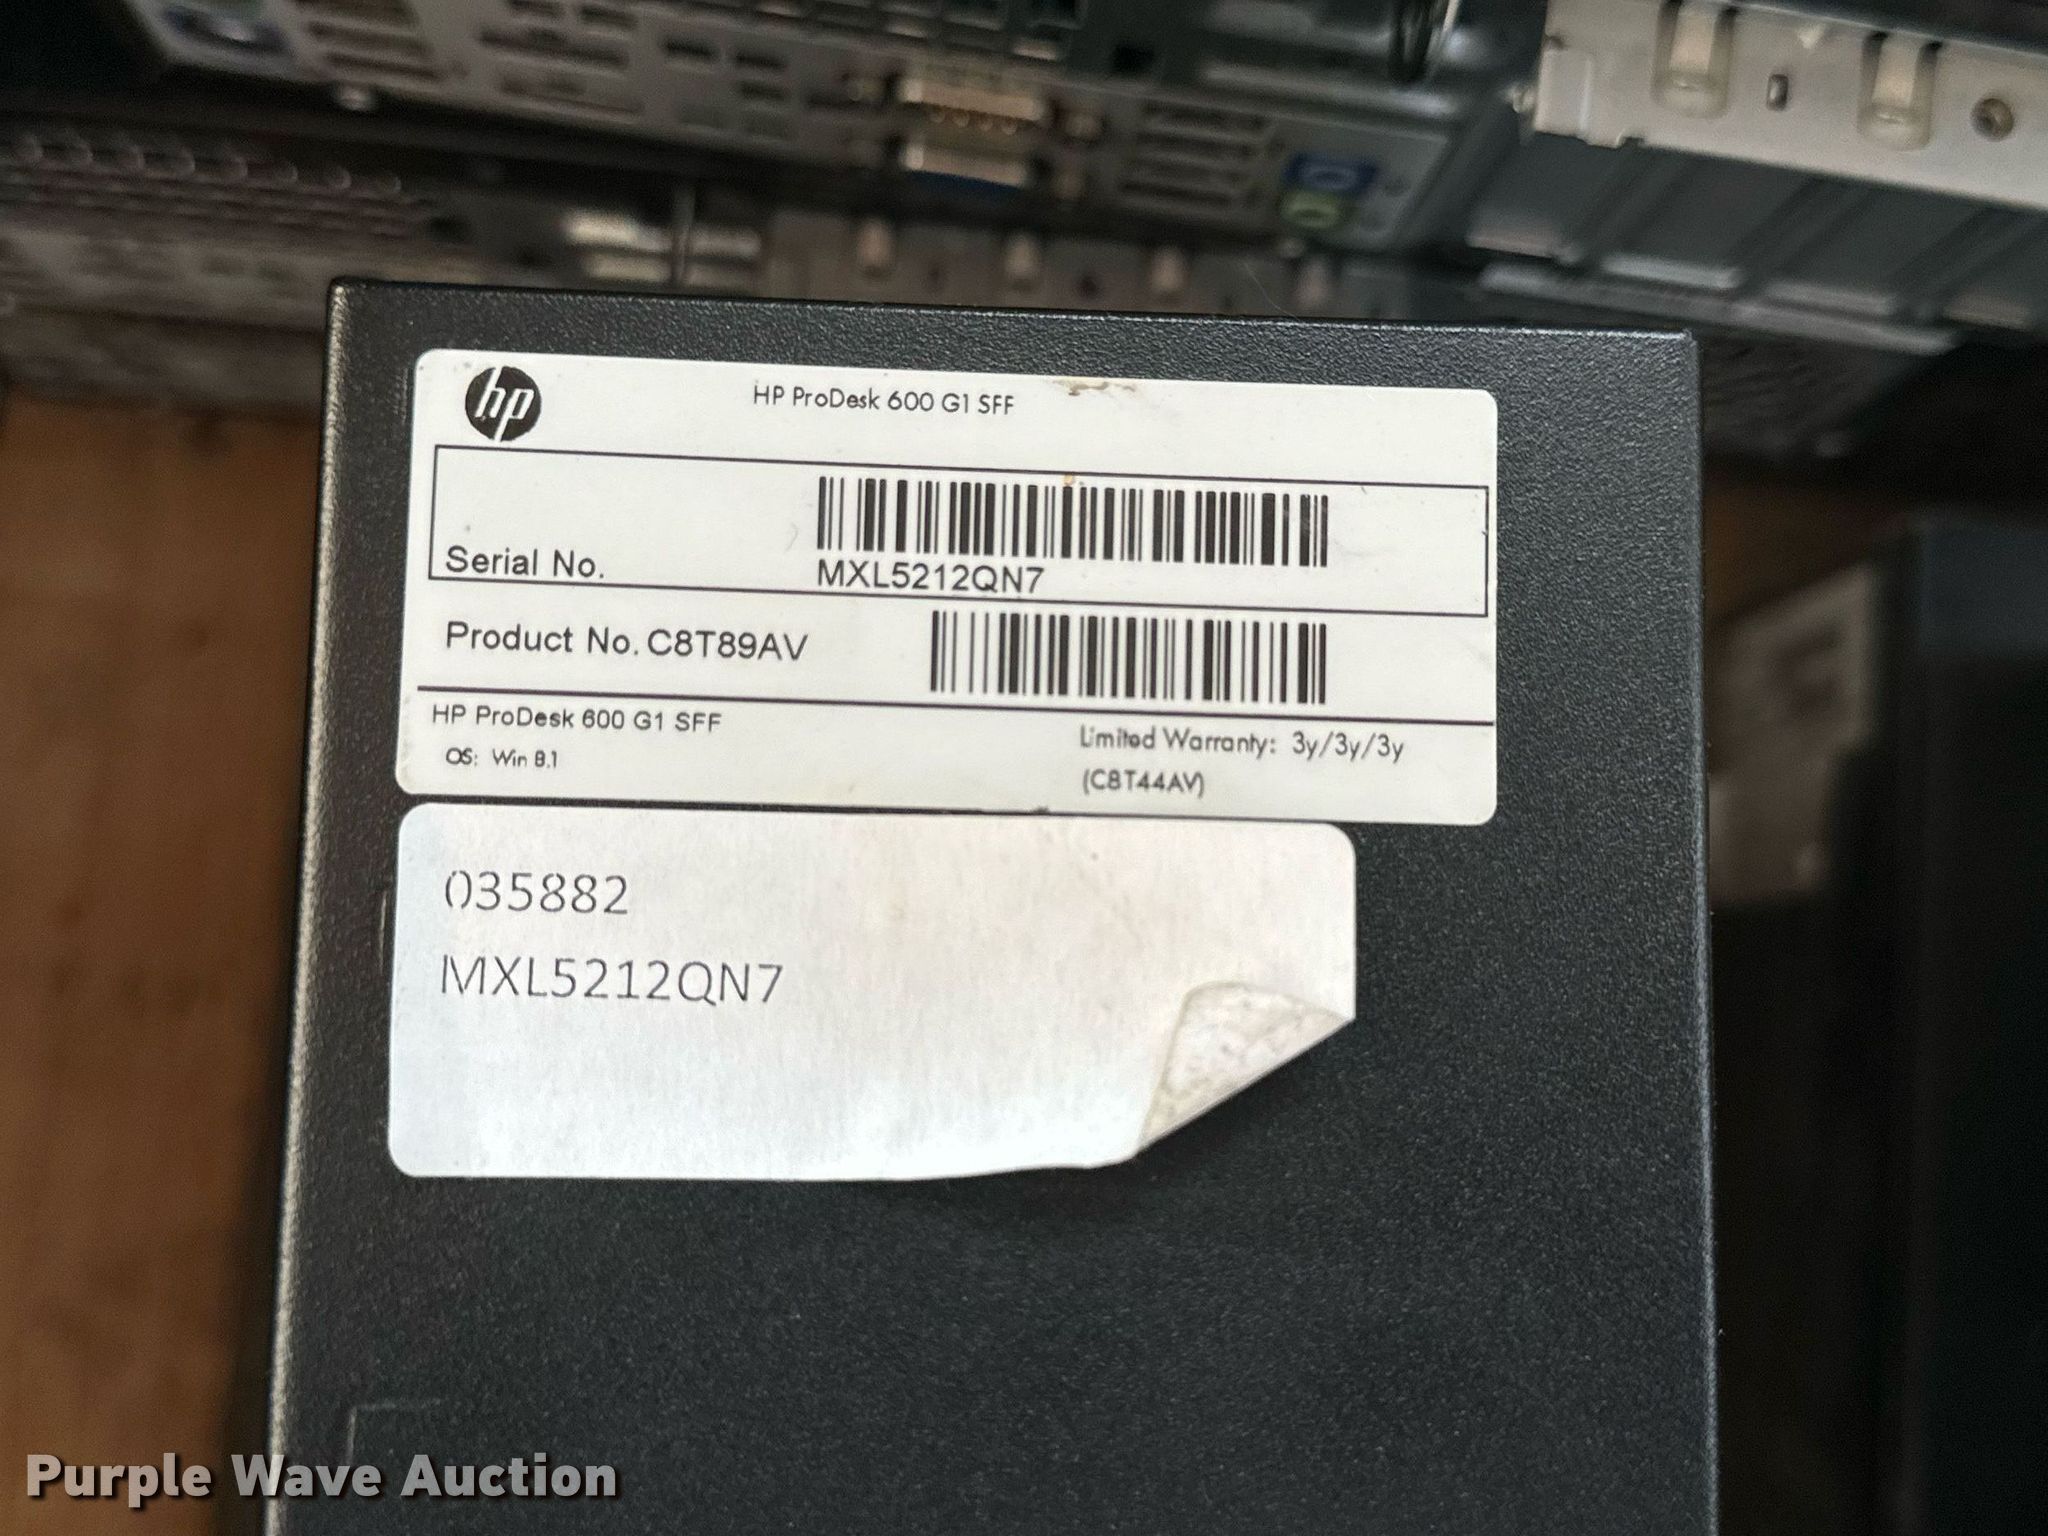 hp
HP ProDesk 600 G1 SFF
Serial No.
MXL5212QN7
Product No. C8T89AV
HP ProDesk 600 G1 SFF
OS: Win 8.1
Limited Warranty: 3y/3y/3y
(C8T44AV)
035882
MXL5212QN7
Purple Wave Auction